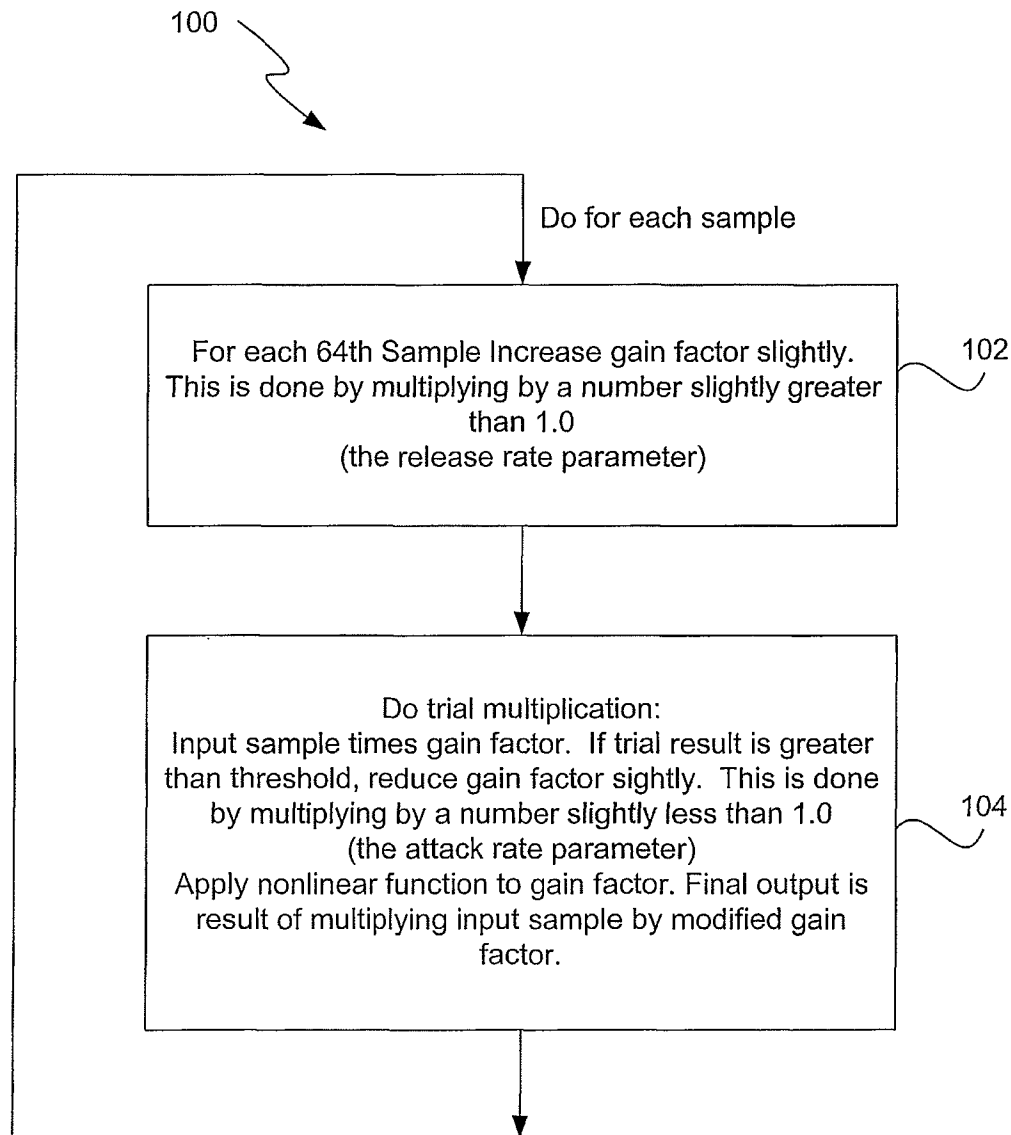 100
Do for each sample
For each 64th Sample Increase gain factor slightly.
This is done by multiplying by a number slightly greater
than 1.0
(the release rate parameter)
102
Do trial multiplication:
Input sample times gain factor. If trial result is greater
than threshold, reduce gain factor sightly. This is done
by multiplying by a number slightly less than 1.0
(the attack rate parameter)
Apply nonlinear function to gain factor. Final output is
result of multiplying input sample by modified gain
factor.
104